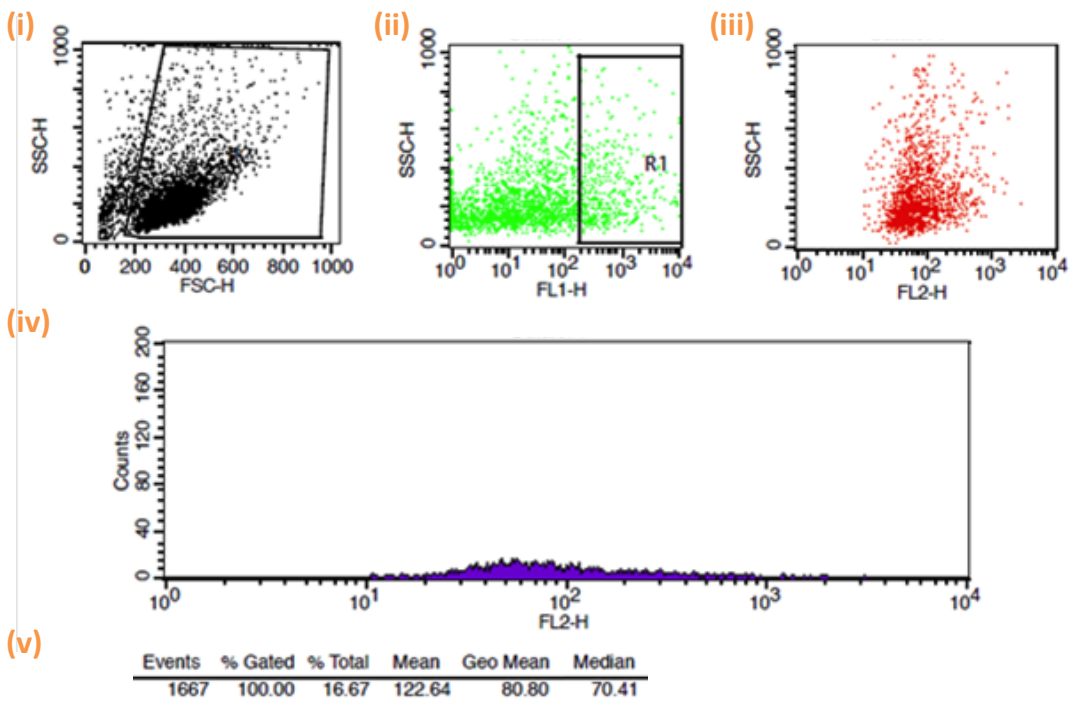 (i)
(ii)
(iii)
1000
SSC-H
0
0 200 400 600 800 1000
FSC-H
1000
SSC-H
R1
0
10^0 10^1 10^2 10^3 10^4
FL1-H
1000
SSC-H
0
10^0 10^1 10^2 10^3 10^4
FL2-H
(iv)
200
160
120
Counts
80
40
0
10^0 10^1 10^2 10^3 10^4
FL2-H
(v)
Events % Gated % Total Mean Geo Mean Median
1667 100.00 16.67 122.64 80.80 70.41